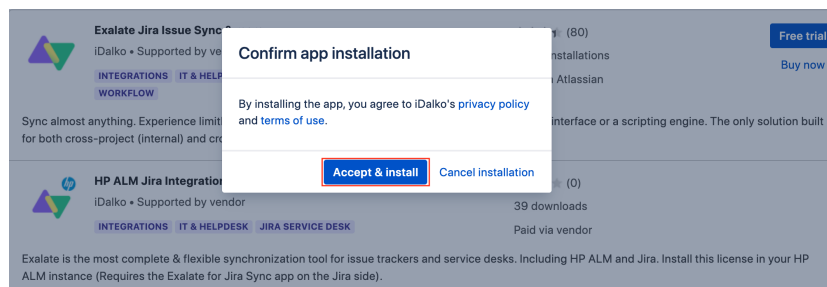 Exalate Jira Issue Sync
(80)
iDalko • Supported by
nstallations
Free trial
Buy now
Atlassian
INTEGRATIONS IT & HELP
WORKFLOW
Confirm app installation
By installing the app, you agree to iDalko's privacy policy
and terms of use.
Accept & install Cancel installation
Sync almost anything. Experience limit
interface or a scripting engine. The only solution built
for both cross-project (internal) and
hp
HP ALM Jira Integration
(0)
iDalko • Supported by vendor
39 downloads
INTEGRATIONS IT & HELPDESK JIRA SERVICE DESK
Paid via vendor
Exalate is the most complete & flexible synchronization tool for issue trackers and service desks. Including HP ALM and Jira. Install this license in your HP
ALM instance (Requires the Exalate for Jira Sync app on the Jira side).